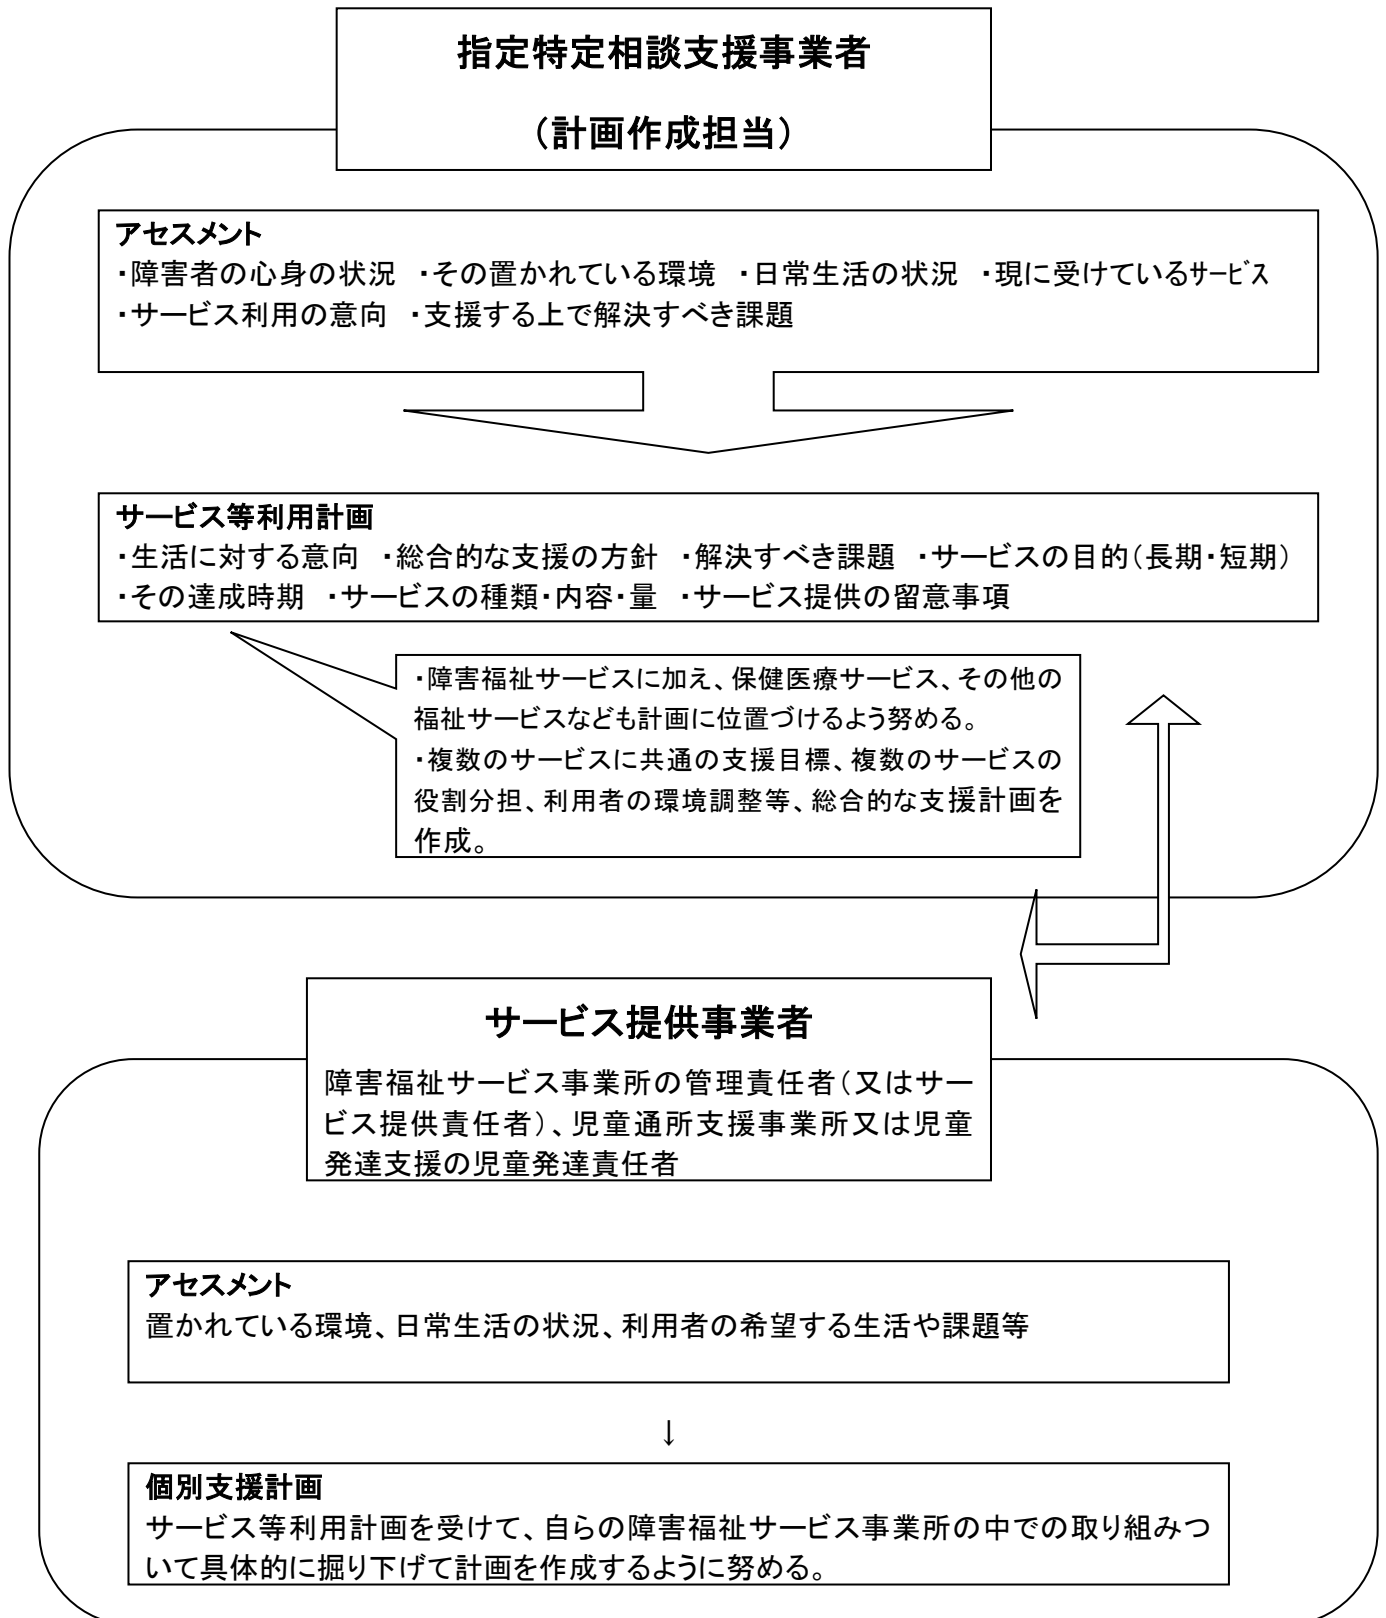 指定特定相談支援事業者
（計画作成担当）
アセスメント
・障害者の心身の状況　・その置かれている環境　・日常生活の状況　・現に受けているｻｰﾋﾞｽ
・サービス利用の意向　・支援する上で解決すべき課題
サービス等利用計画
・生活に対する意向　・総合的な支援の方針　・解決すべき課題　・サービスの目的（長期・短期）
・その達成時期　・サービスの種類・内容・量　・サービス提供の留意事項
・障害福祉サービスに加え、保健医療サービス、その他の
福祉サービスなども計画に位置づけるよう努める。
・複数のサービスに共通の支援目標、複数のサービスの
役割分担、利用者の環境調整等、総合的な支援計画を
作成。
サービス提供事業者
障害福祉サービス事業所の管理責任者（又はサー
ビス提供責任者）、児童通所支援事業所又は児童
発達支援の児童発達責任者
アセスメント
置かれている環境、日常生活の状況、利用者の希望する生活や課題等
↓
個別支援計画
サービス等利用計画を受けて、自らの障害福祉サービス事業所の中での取り組みつ
いて具体的に掘り下げて計画を作成するように努める。